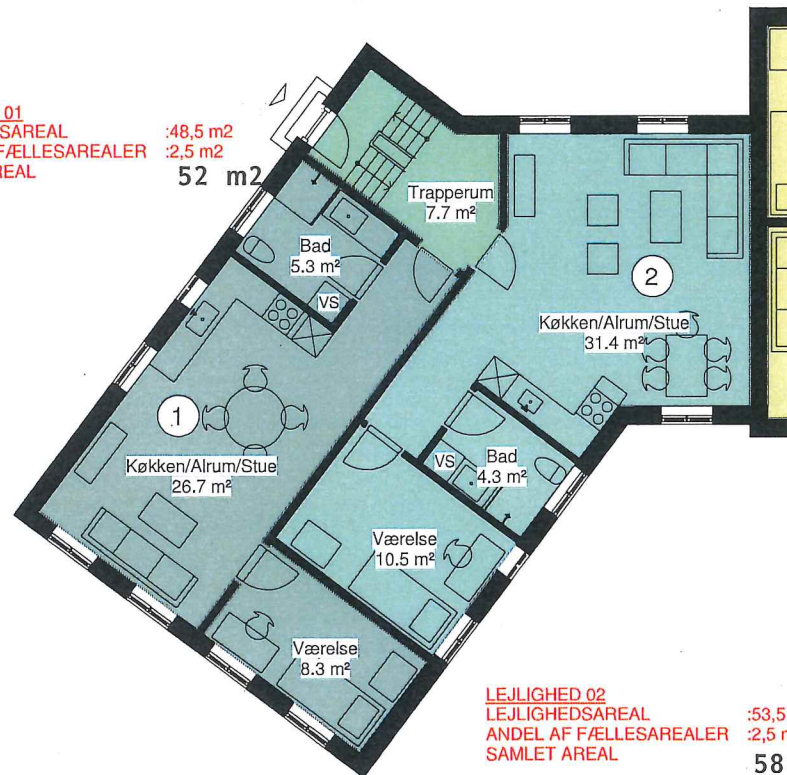 01
SAREAL :48,5 m2
FÆLLESAREALER :2,5 m2
REAL 52 m2
Trapperum
7.7 m²
Bad
5.3 m²
VS
2
Køkken/Alrum/Stue
31.4 m²
1
Køkken/Alrum/Stue
26.7 m²
VS
Bad
4.3 m²
Værelse
10.5 m²
Værelse
8.3 m²
LEJLIGHED 02
LEJLIGHEDSAREAL :53,5
ANDEL AF FÆLLESAREALER :2,5 m
SAMLET AREAL 58